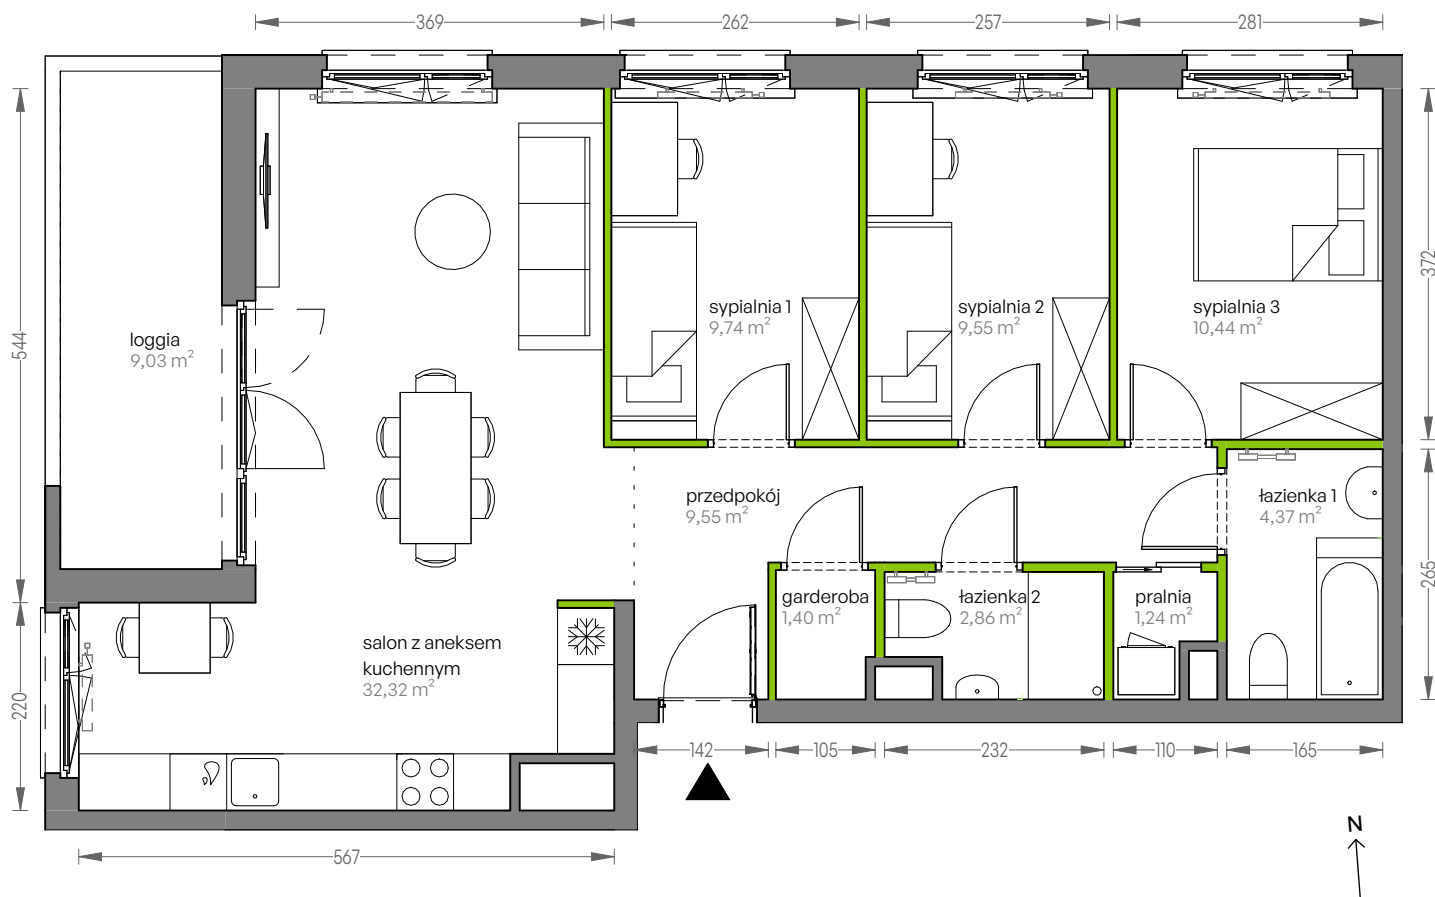 369
262
257
281
544
372
loggia
9,03 m²
sypialnia 1
9,74 m²
sypialnia 2
9,55 m²
sypialnia 3
10,44 m²
przedpokój
9,55 m²
łazienka 1
4,37 m²
265
garderoba
1,40 m²
łazienka 2
2,86 m²
pralnia
1,24 m²
salon z aneksem
kuchennym
32,32 m²
220
142
105
232
110
165
567
N